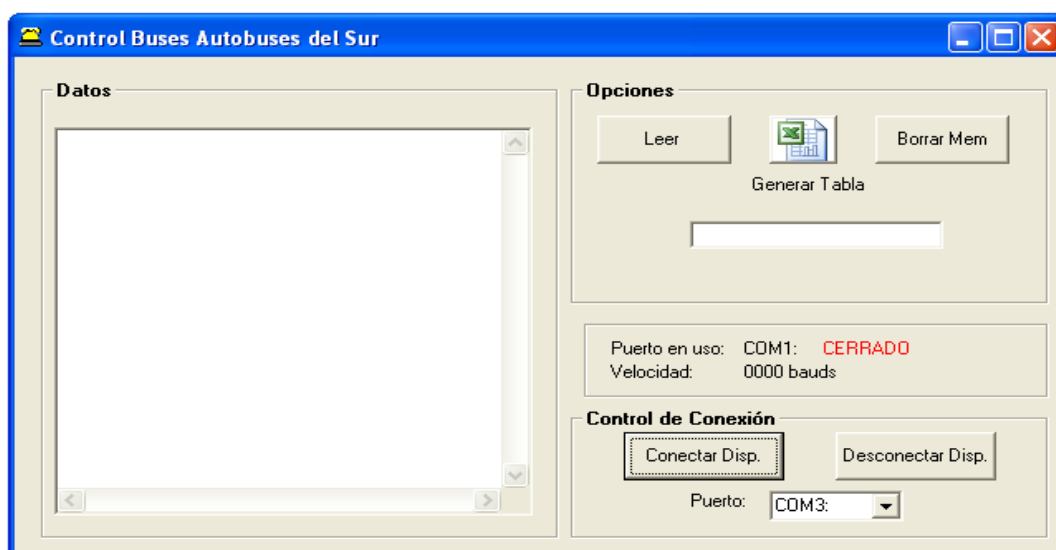 Control Buses Autobuses del Sur
Datos
Opciones
Leer
Borrar Mem
Generar Tabla
Puerto en uso: COM1: CERRADO
Velocidad: 0000 bauds
Control de Conexión
Conectar Disp.
Desconectar Disp.
Puerto: COM3: